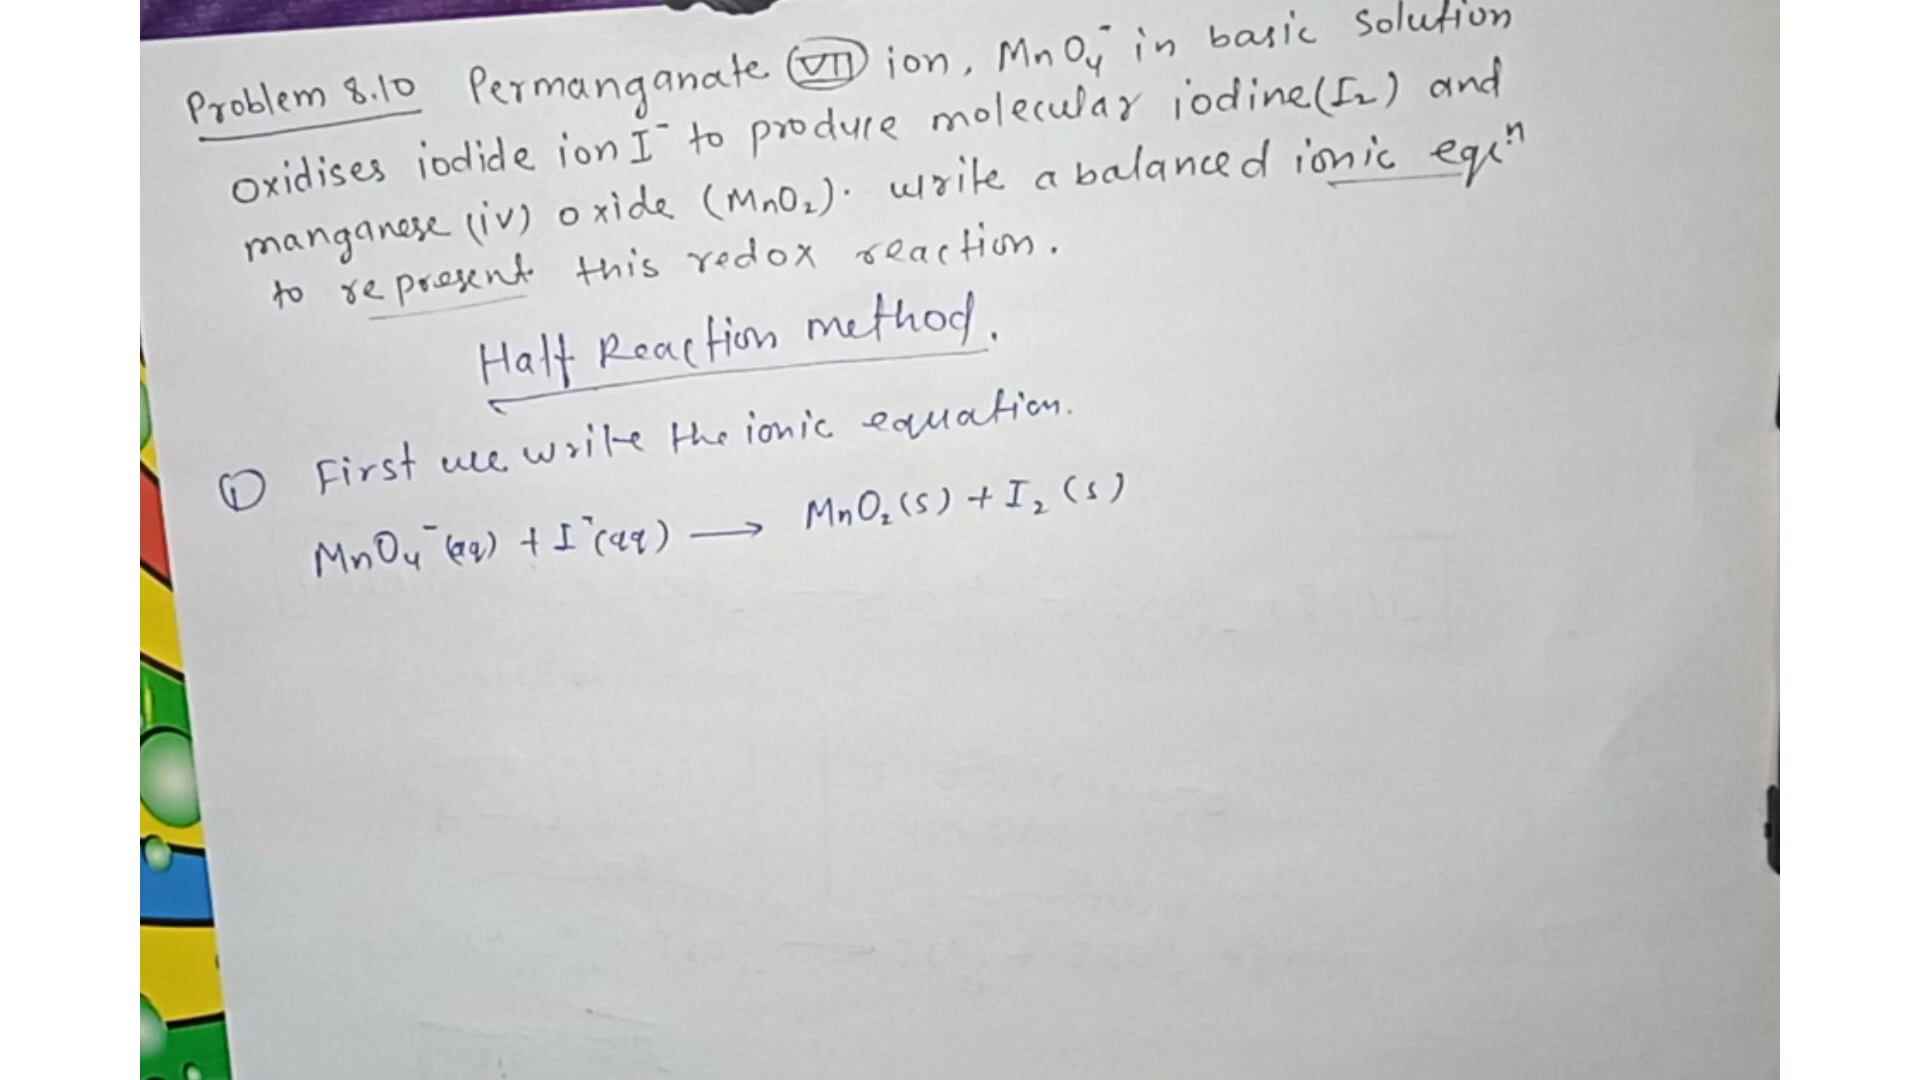 Problem 8.10 Permanganate (VII) ion, MnO₄⁻ in basic solution
oxidises iodide ion I⁻ to produce molecular iodine (I₂) and
manganese (iv) oxide (MnO₂). write a balanced ionic eqⁿ
to represent this redox reaction.
Half Reaction method.
① First we write the ionic equation.
MnO₄⁻(aq) + I⁻(aq) → MnO₂(s) + I₂(s)